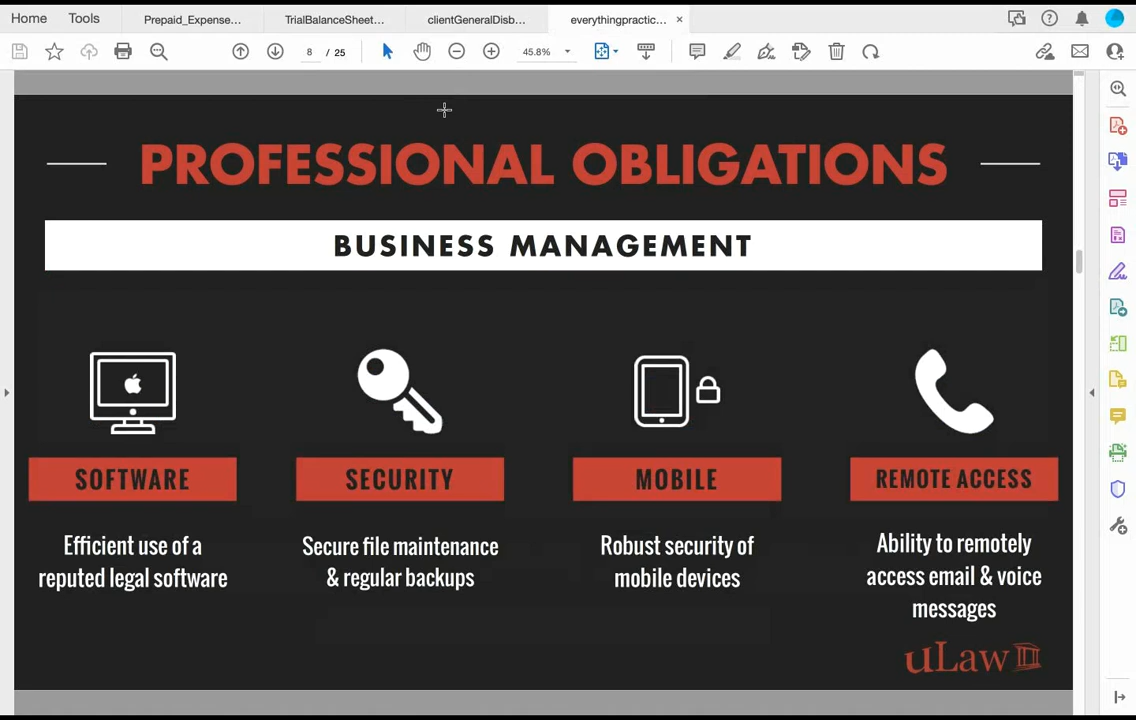 Home Tools Prepaid_Expense... TrialBalanceSheet... clientGeneralDisb... everythingpractic... ×
8 / 25 45.8%
PROFESSIONAL OBLIGATIONS
BUSINESS MANAGEMENT
SOFTWARE
Efficient use of a
reputed legal software
SECURITY
Secure file maintenance
& regular backups
MOBILE
Robust security of
mobile devices
REMOTE ACCESS
Ability to remotely
access email & voice
messages
uLaw